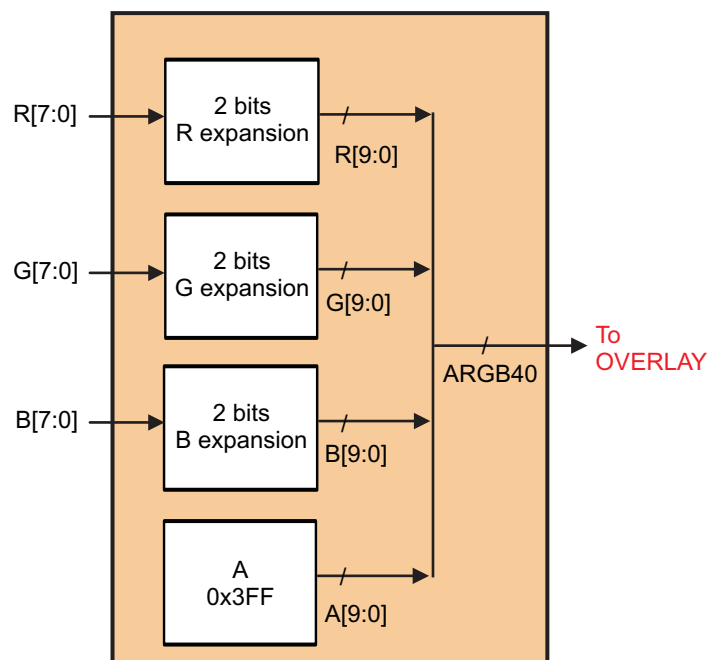 R[7:0]
2 bits
R expansion
R[9:0]
G[7:0]
2 bits
G expansion
G[9:0]
To
OVERLAY
ARGB40
B[7:0]
2 bits
B expansion
B[9:0]
A
0x3FF
A[9:0]